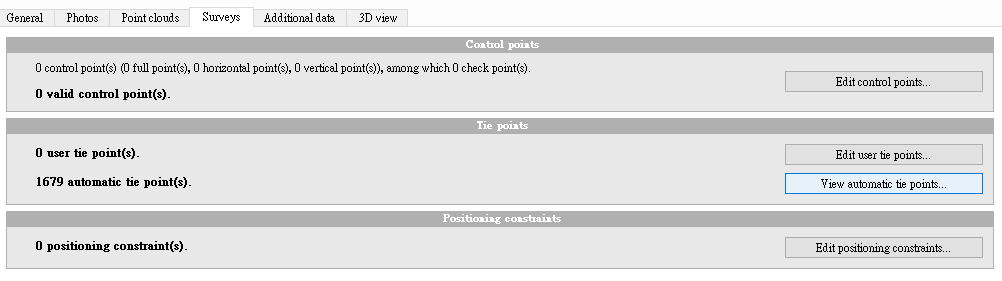 General Photos Point clouds Surveys Additional data 3D view
Control points
0 control point(s) (0 full point(s), 0 horizontal point(s), 0 vertical point(s)), among which 0 check point(s).
Edit control points...
0 valid control point(s).
Tie points
0 user tie point(s).
Edit user tie points...
1679 automatic tie point(s).
View automatic tie points...
Positioning constraints
0 positioning constraint(s).
Edit positioning constraints...